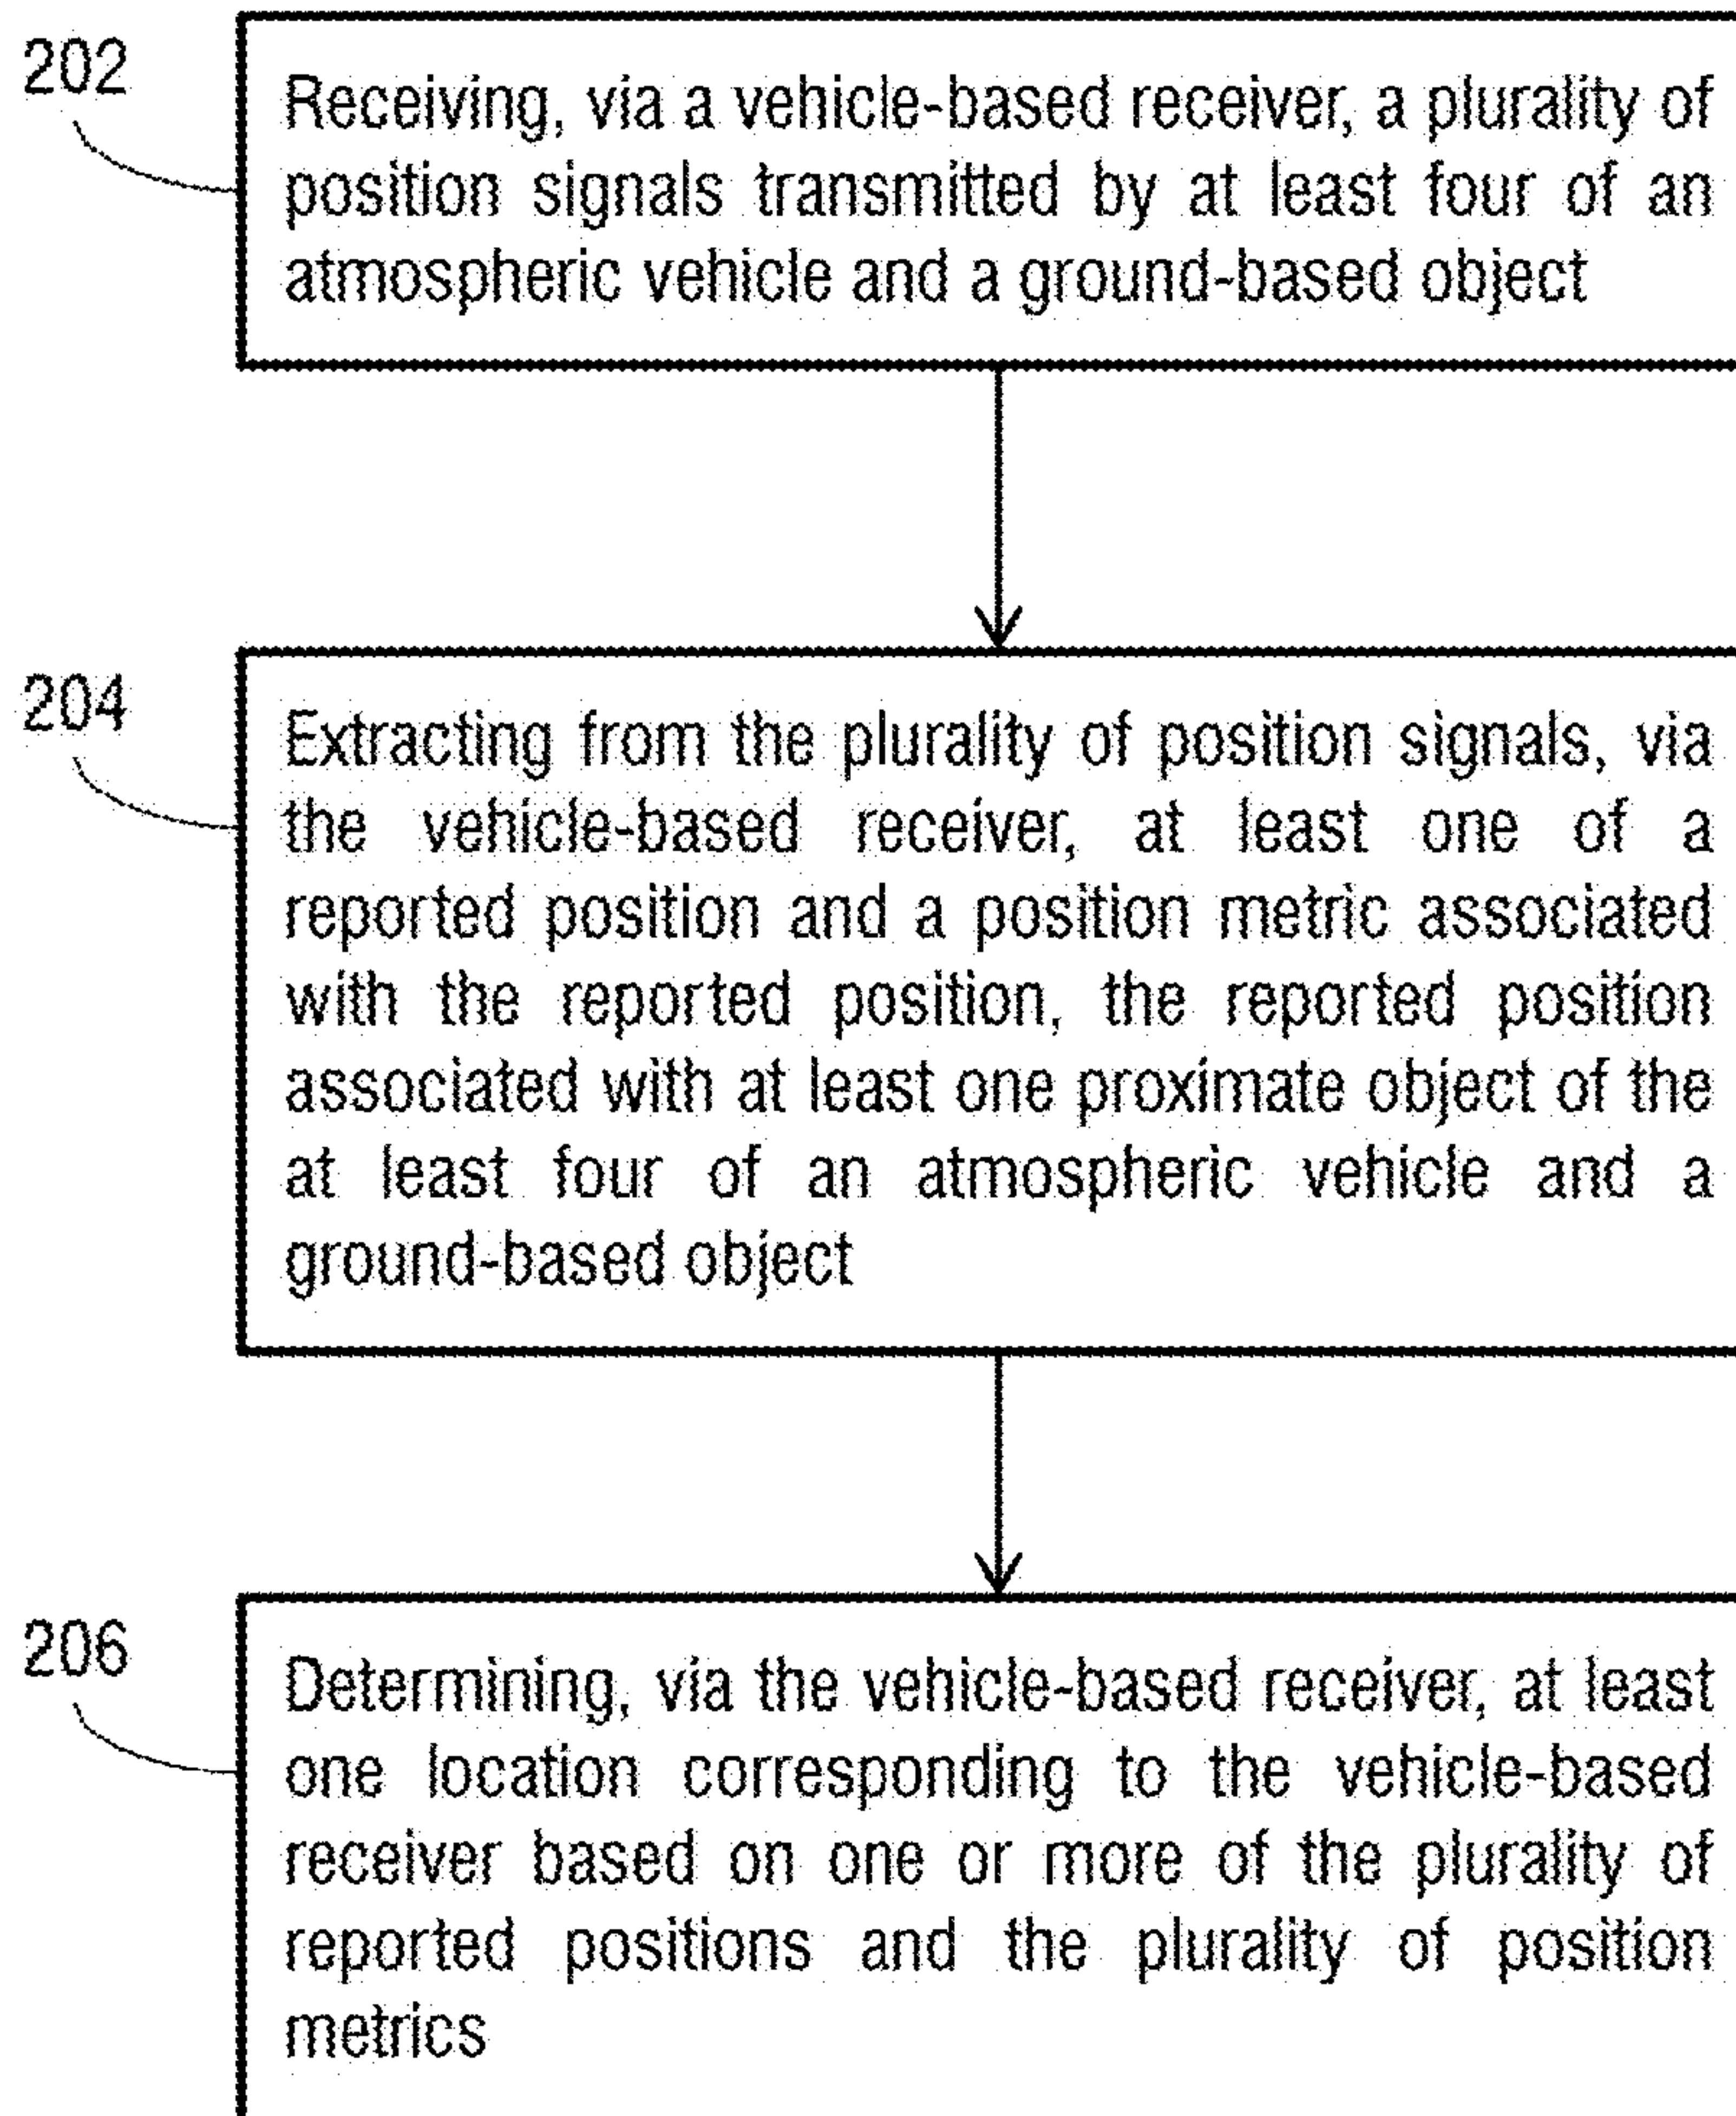 202
Receiving, via a vehicle-based receiver, a plurality of
position signals transmitted by at least four of an
atmospheric vehicle and a ground-based object
204
Extracting from the plurality of position signals, via
the vehicle-based receiver, at least one of a
reported position and a position metric associated
with the reported position, the reported position
associated with at least one proximate object of the
at least four of an atmospheric vehicle and a
ground-based object
206
Determining, via the vehicle-based receiver, at least
one location corresponding to the vehicle-based
receiver based on one or more of the plurality of
reported positions and the plurality of position
metrics